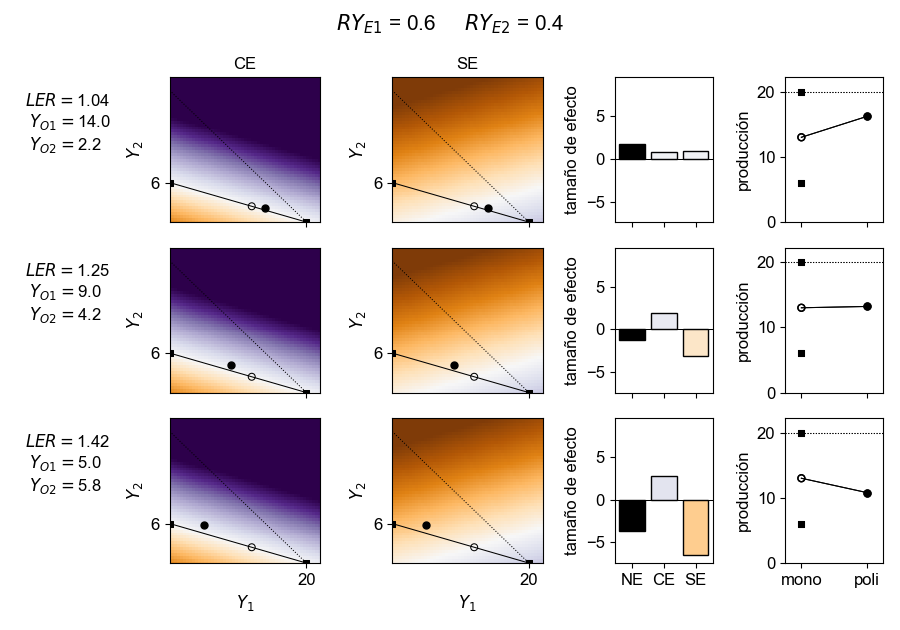 RY_E1 = 0.6 RY_E2 = 0.4
CE SE
LER = 1.04
Y_O1 = 14.0
Y_O2 = 2.2
Y_2
6
Y_2
6
tamaño de efecto
5
0
−5
producción
20
10
0
LER = 1.25
Y_O1 = 9.0
Y_O2 = 4.2
Y_2
6
Y_2
6
tamaño de efecto
5
0
−5
producción
20
10
0
LER = 1.42
Y_O1 = 5.0
Y_O2 = 5.8
Y_2
6
20
Y_1
Y_2
6
20
Y_1
tamaño de efecto
5
0
−5
NE CE SE
producción
20
10
0
mono poli